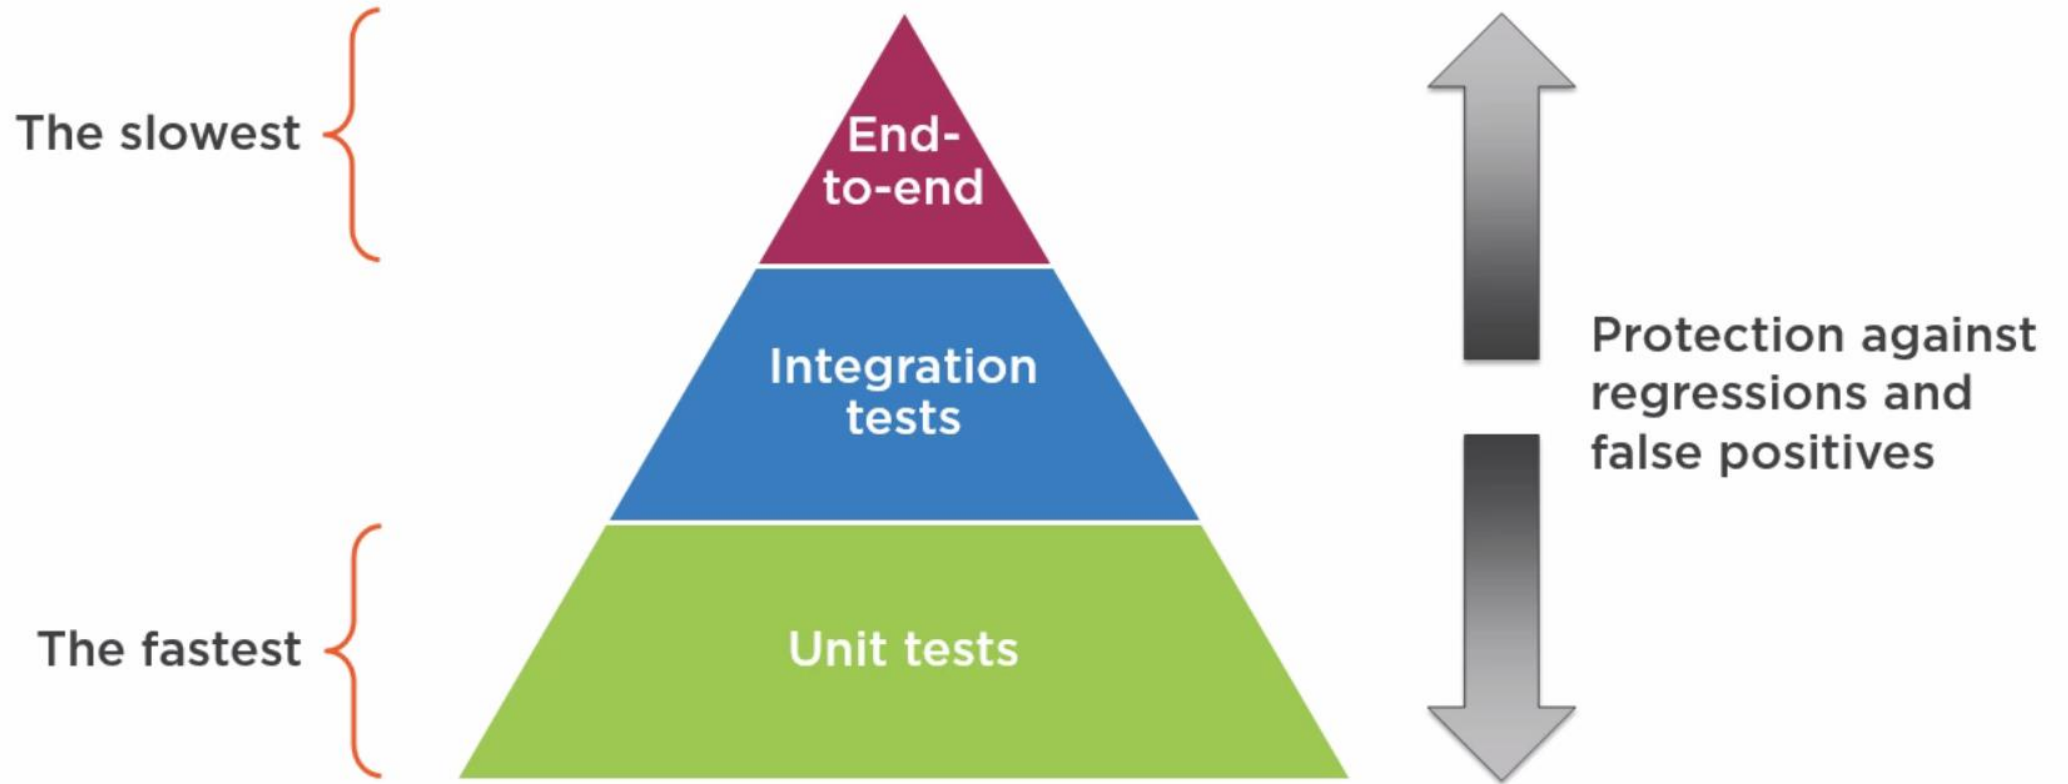 The slowest
End-
to-end
Integration
tests
Protection against
regressions and
false positives
The fastest
Unit tests